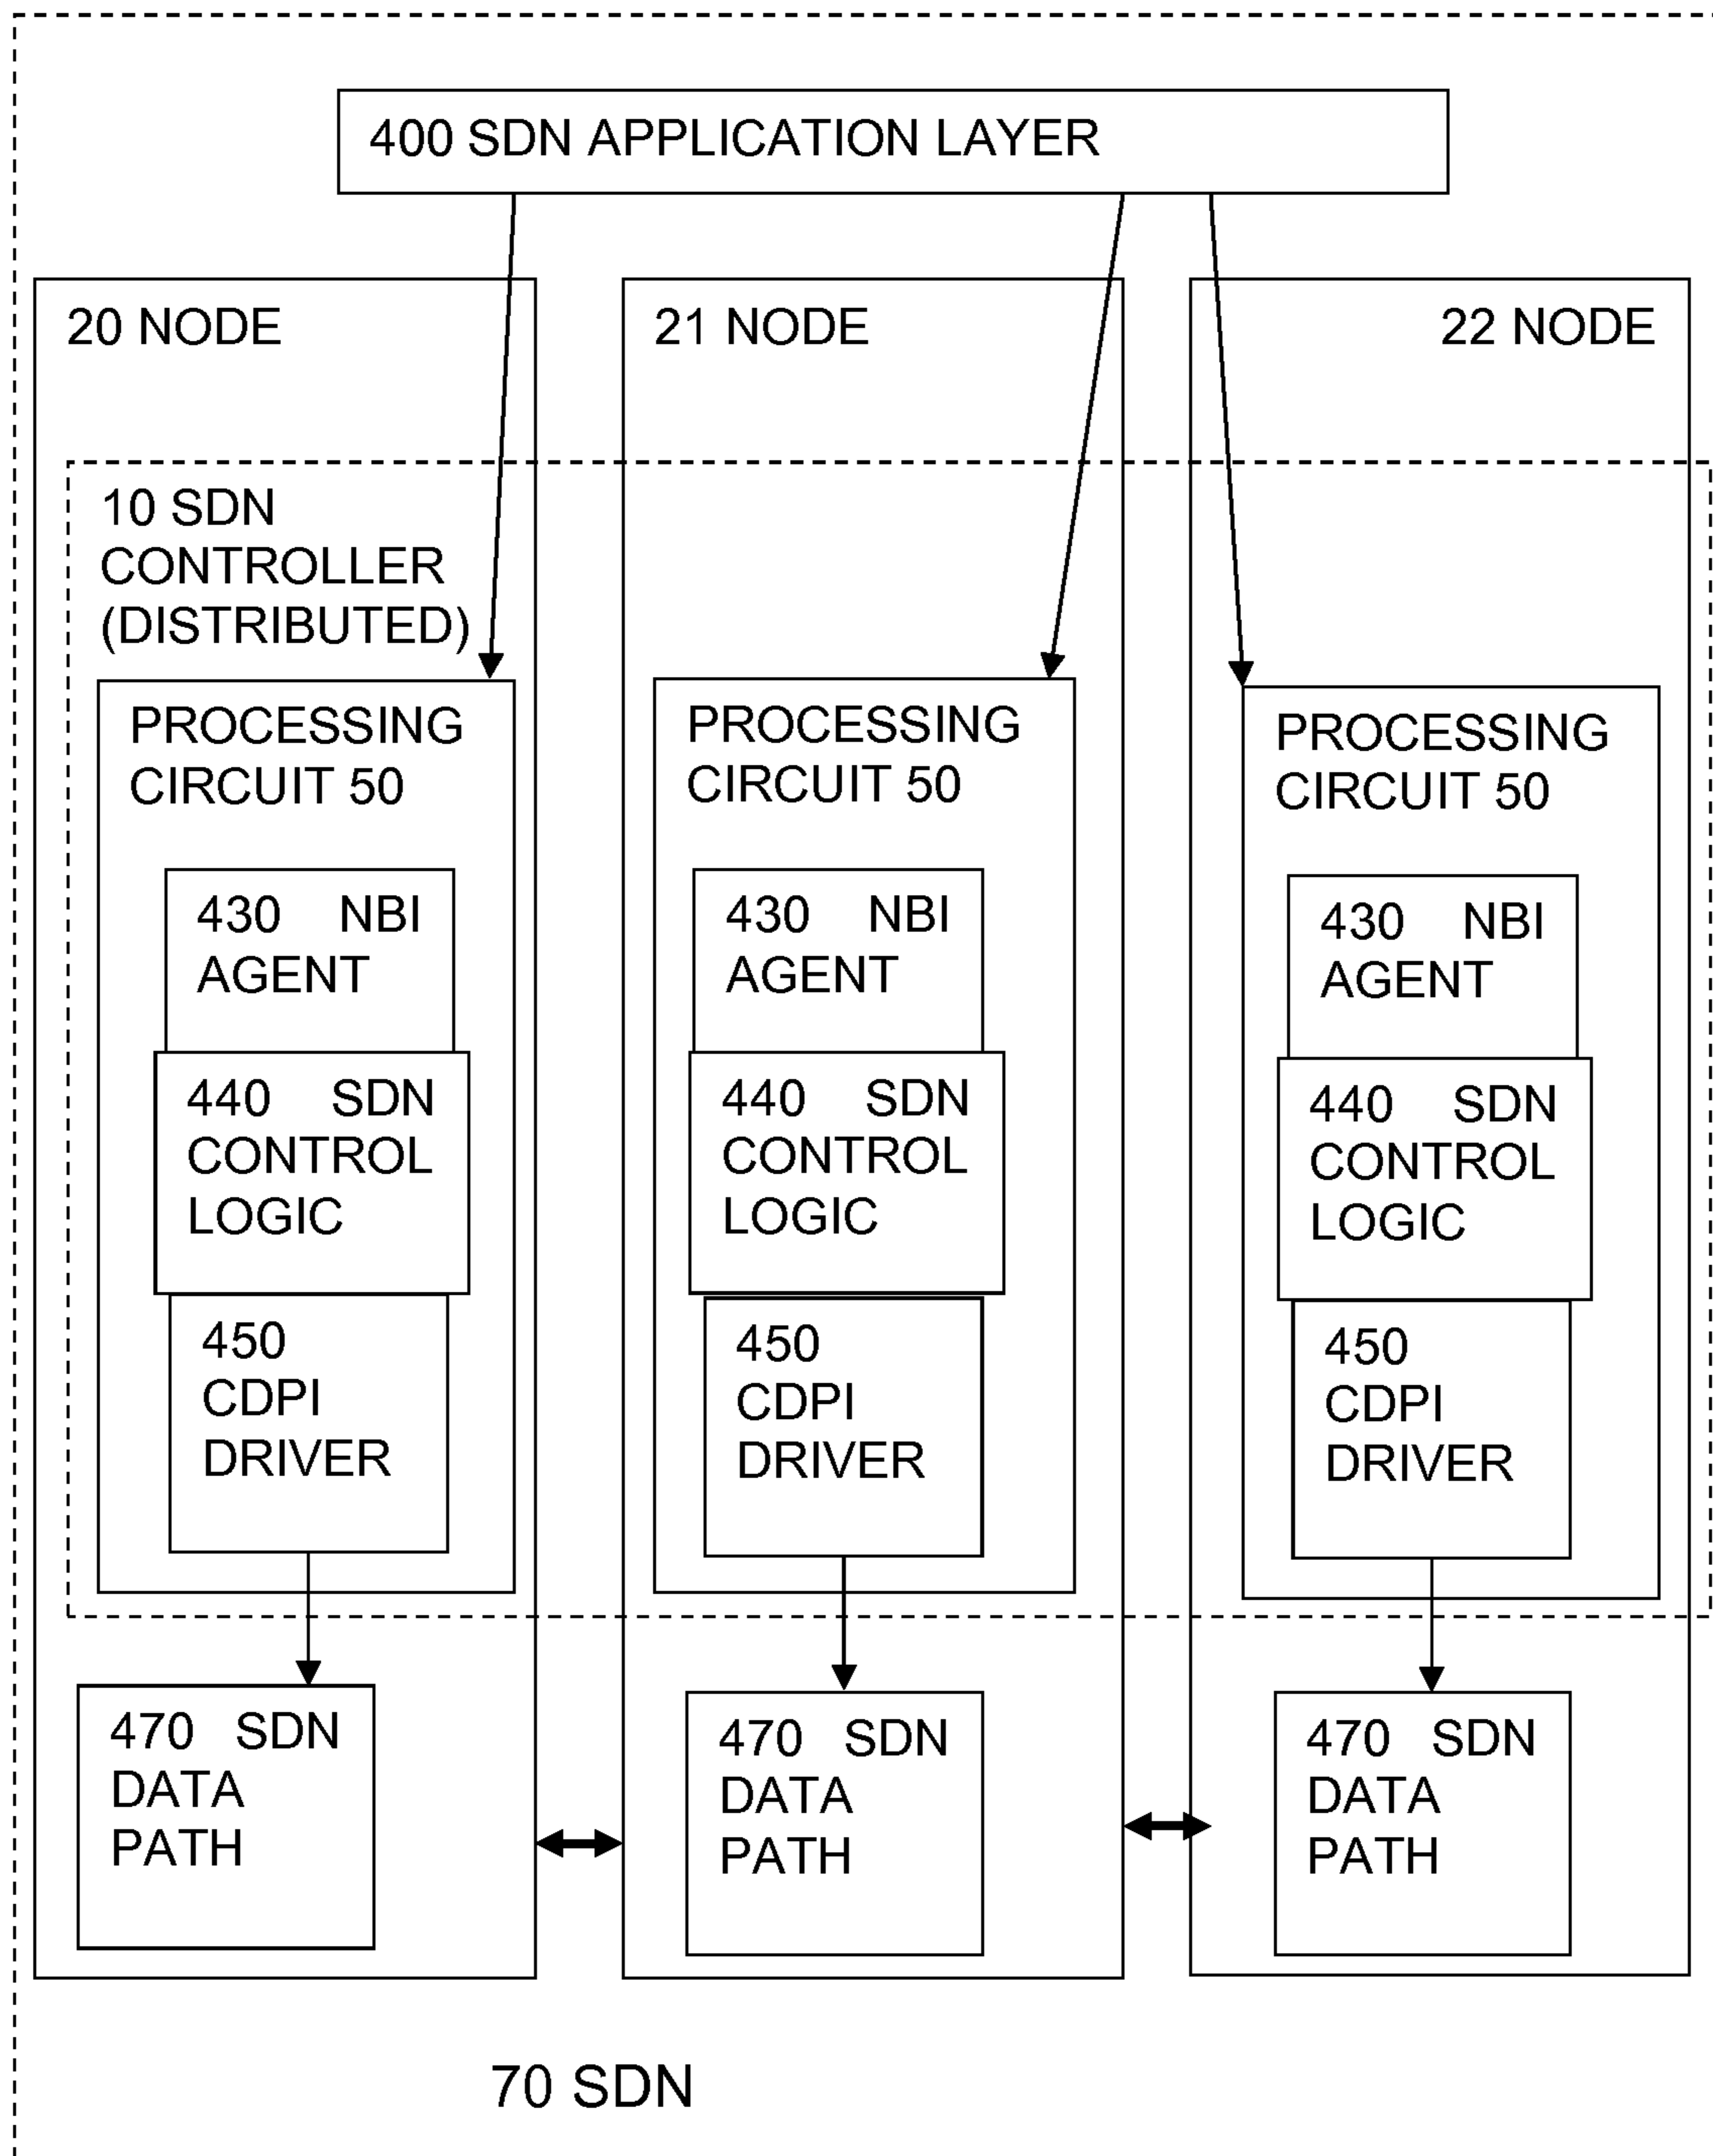 400 SDN APPLICATION LAYER
20 NODE
21 NODE
22 NODE
10 SDN
CONTROLLER
(DISTRIBUTED)
PROCESSING
CIRCUIT 50
430 NBI
AGENT
440 SDN
CONTROL
LOGIC
450
CDPI
DRIVER
470 SDN
DATA
PATH
PROCESSING
CIRCUIT 50
430 NBI
AGENT
440 SDN
CONTROL
LOGIC
450
CDPI
DRIVER
470 SDN
DATA
PATH
PROCESSING
CIRCUIT 50
430 NBI
AGENT
440 SDN
CONTROL
LOGIC
450
CDPI
DRIVER
470 SDN
DATA
PATH
70 SDN